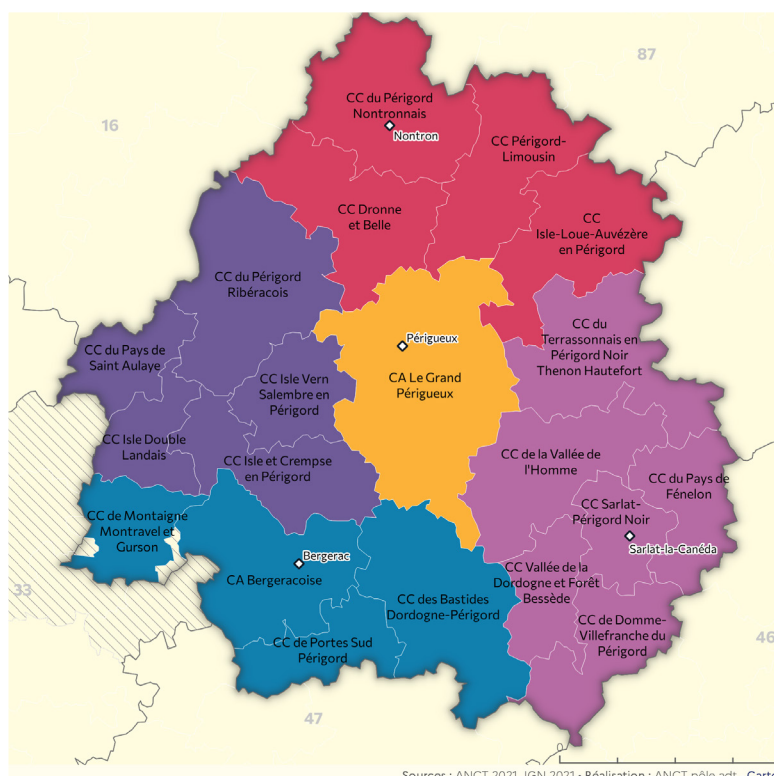 87
CC du Périgord
Nontronnais
16
Nontron
CC Périgord-
Limousin
CC Dronne
et Belle
CC
Isle-Loue-Auvézère
en Périgord
CC du Périgord
Ribéracois
CC du
Terrassonnais en
Périgord Noir
Thenon Hautefort
Périgueux
CC du Pays de
Saint Aulaye
CA Le Grand
Périgueux
CC Isle Vern
Salembre en
Périgord
CC Isle Double
Landais
CC de la Vallée de
l'Homme
CC Isle et Crempse
en Périgord
CC du Pays de
Fénelon
CC Sarlat-
Périgord Noir
CC de Montaigne
Montravel et
Gurson
Sarlat-la-Canéda
Bergerac
CC Vallée de la
Dordogne et Forêt
Bessède
CA Bergeracoise
33
CC des Bastides
Dordogne-Périgord
CC de Domme-
Villefranche du
Périgord
46
CC de Portes Sud
Périgord
47
Sources : ANCT 2021, IGN 2021 - Réalisation : ANCT pôle adt - Carto